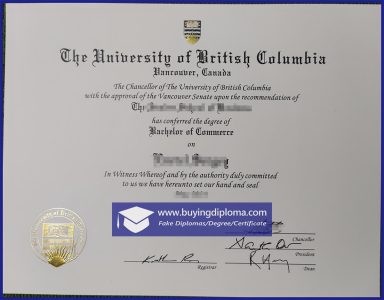 The University of British Columbia
Vancouver, Canada
The Chancellor of The University of British Columbia
with the approval of the Vancouver Senate upon the recommendation of
The
has conferred the degree of
Bachelor of Commerce
on
In Witness Whereof and by the authority duly committed
to us we have hereunto set our hand and seal
www.buyingdiploma.com
Fake Diplomas/Degree/Certificate
Chancellor
President
Registrar
Dean